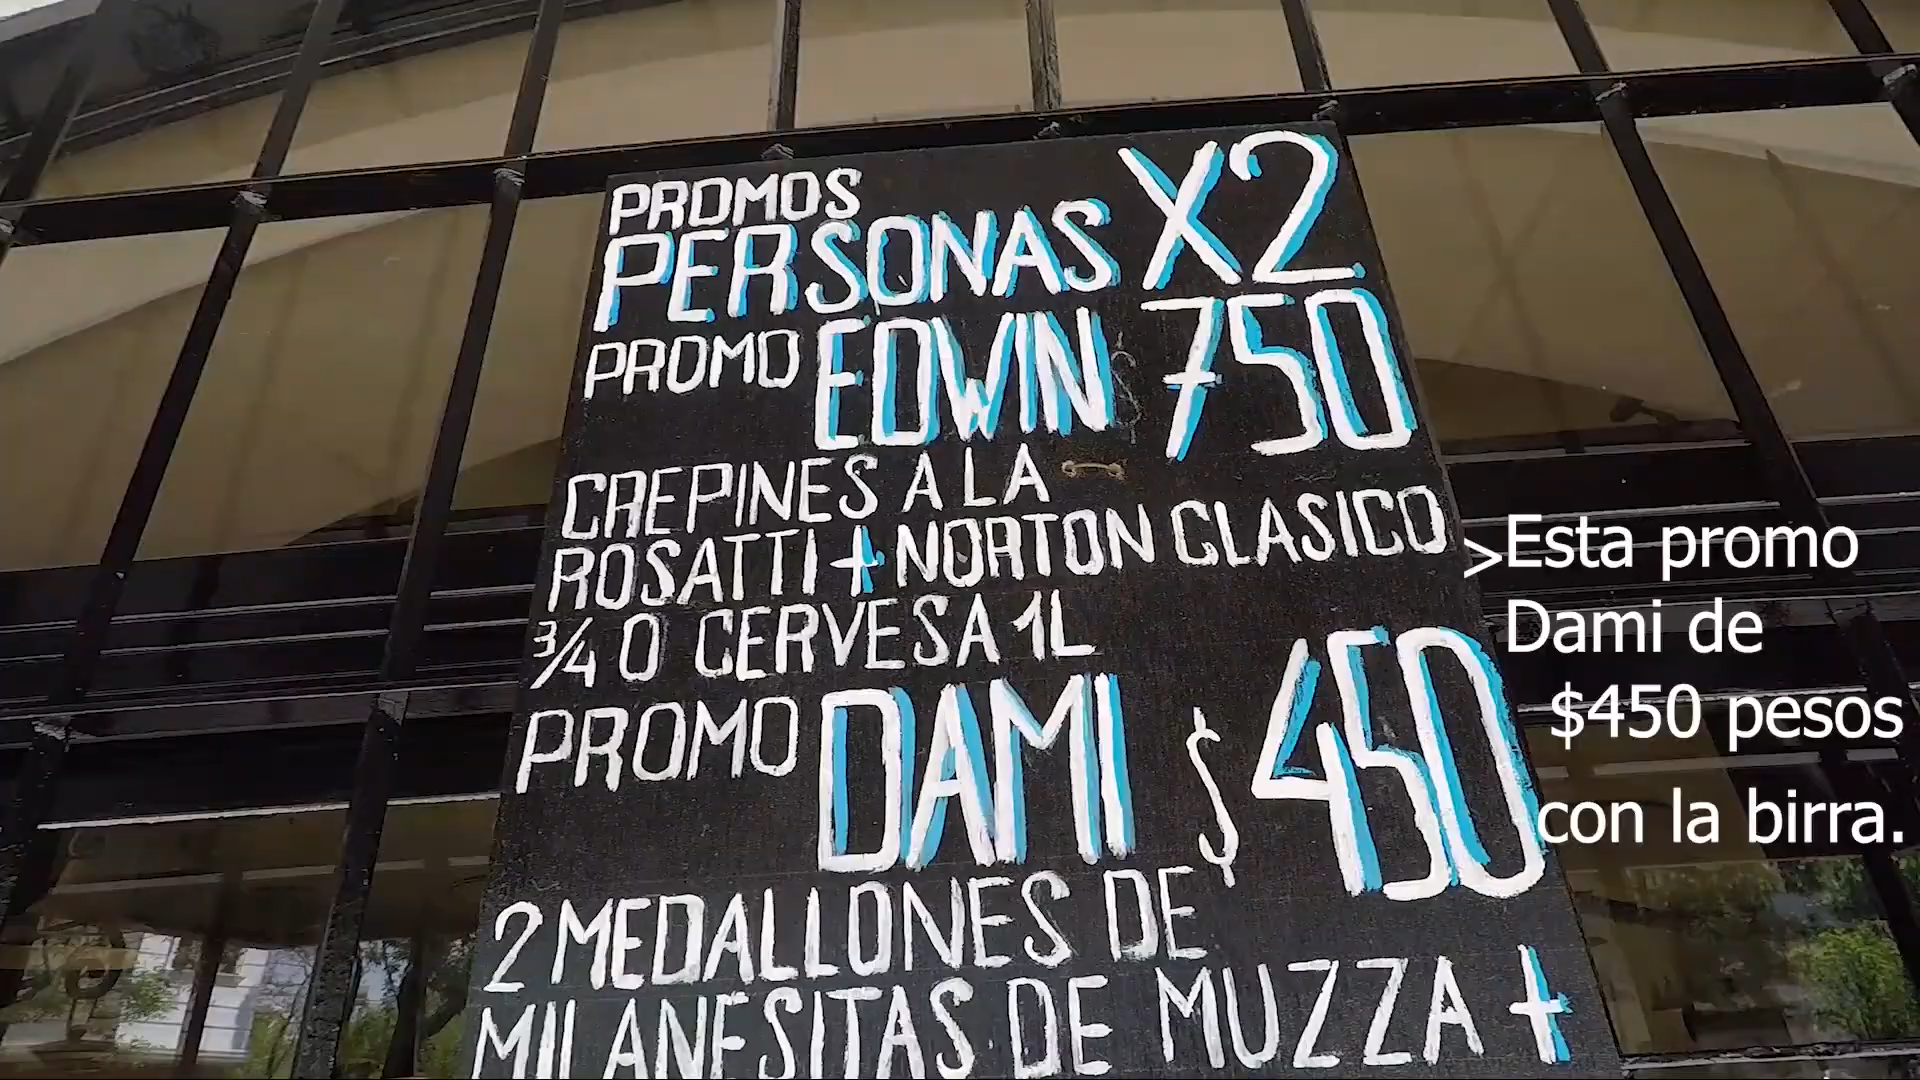 PROMOS
PERSONAS X2
PROMO EDWIN $ 750
CREPINES A LA
ROSATTI + NORTON CLASICO
3/4 O CERVESA 1L
PROMO DAMI $ 450
2 MEDALLONES DE
MILANESITAS DE MUZZA +
>Esta promo
Dami de
$450 pesos
con la birra.